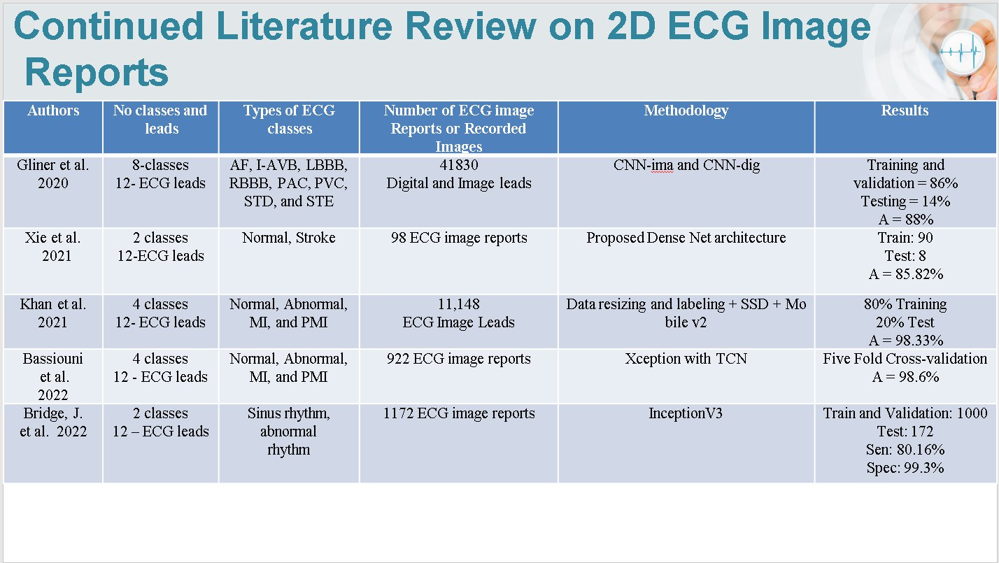 Continued Literature Review on 2D ECG Image
Reports
Authors
No classes and
leads
Types of ECG
classes
Number of ECG image
Reports or Recorded
Images
Methodology
Results
Gliner et al.
2020
8-classes
12- ECG leads
AF, I-AVB, LBBB,
RBBB, PAC, PVC,
STD, and STE
41830
Digital and Image leads
CNN-ima and CNN-dig
Training and
validation = 86%
Testing = 14%
A = 88%
Xie et al.
2021
2 classes
12-ECG leads
Normal, Stroke
98 ECG image reports
Proposed Dense Net architecture
Train: 90
Test: 8
A = 85.82%
Khan et al.
2021
4 classes
12- ECG leads
Normal, Abnormal,
MI, and PMI
11,148
ECG Image Leads
Data resizing and labeling + SSD + Mo
bile v2
80% Training
20% Test
A = 98.33%
Bassiouni
et al.
2022
4 classes
12 - ECG leads
Normal, Abnormal,
MI, and PMI
922 ECG image reports
Xception with TCN
Five Fold Cross-validation
A = 98.6%
Bridge, J.
et al. 2022
2 classes
12 – ECG leads
Sinus rhythm,
abnormal
rhythm
1172 ECG image reports
InceptionV3
Train and Validation: 1000
Test: 172
Sen: 80.16%
Spec: 99.3%